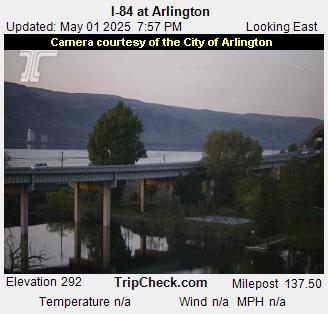 I-84 at Arlington
Updated: May 01 2025 7:57 PM Looking East
Camera courtesy of the City of Arlington
Elevation 292 TripCheck.com Milepost 137.50
Temperature n/a Wind n/a MPH n/a